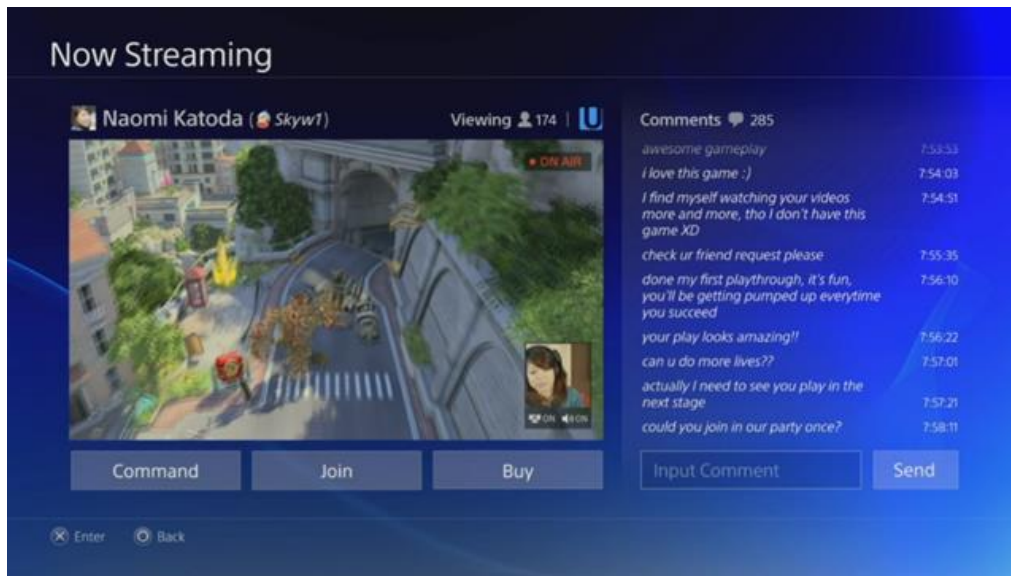 Now Streaming
Naomi Katoda ( Skyw1)
Viewing 174 | U
Comments 285
ON AIR
awesome gameplay 7:53:53
i love this game :) 7:54:03
I find myself watching your videos 7:54:51
more and more, tho I don't have this
game XD
check ur friend request please 7:55:35
done my first playthrough, it's fun, 7:56:10
you'll be getting pumped up everytime
you succeed
your play looks amazing!! 7:56:22
can u do more lives?? 7:57:01
actually I need to see you play in the
next stage 7:57:21
could you join in our party once? 7:58:11
ON ON
Command
Join
Buy
Input Comment
Send
Enter
Back